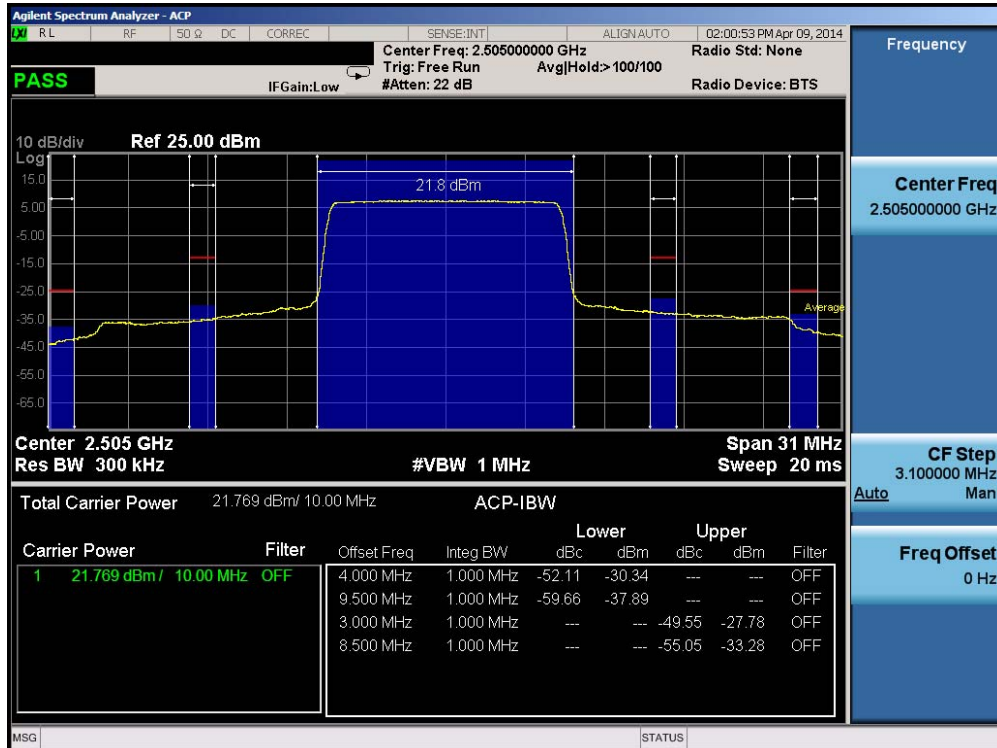 Agilent Spectrum Analyzer - ACP
LXI RL RF 50 Ω DC CORREC SENSE:INT ALIGN AUTO 02:00:53 PM Apr 09, 2014
Center Freq: 2.505000000 GHz Radio Std: None
Trig: Free Run Avg|Hold:> 100/100
PASS IFGain:Low #Atten: 22 dB Radio Device: BTS
Frequency
10 dB/div Ref 25.00 dBm
Log
15.0
21.8 dBm
5.00
-5.00
-15.0
-25.0
-35.0
Average
-45.0
-55.0
-65.0
Center Freq
2.505000000 GHz
Center 2.505 GHz Span 31 MHz
Res BW 300 kHz #VBW 1 MHz Sweep 20 ms
CF Step
3.100000 MHz
Auto Man
Freq Offset
0 Hz
Total Carrier Power 21.769 dBm/ 10.00 MHz ACP-IBW
Lower Upper
Carrier Power Filter Offset Freq Integ BW dBc dBm dBc dBm Filter
1 21.769 dBm / 10.00 MHz OFF 4.000 MHz 1.000 MHz -52.11 -30.34 --- --- OFF
9.500 MHz 1.000 MHz -59.66 -37.89 --- --- OFF
3.000 MHz 1.000 MHz --- --- -49.55 -27.78 OFF
8.500 MHz 1.000 MHz --- --- -55.05 -33.28 OFF
MSG STATUS